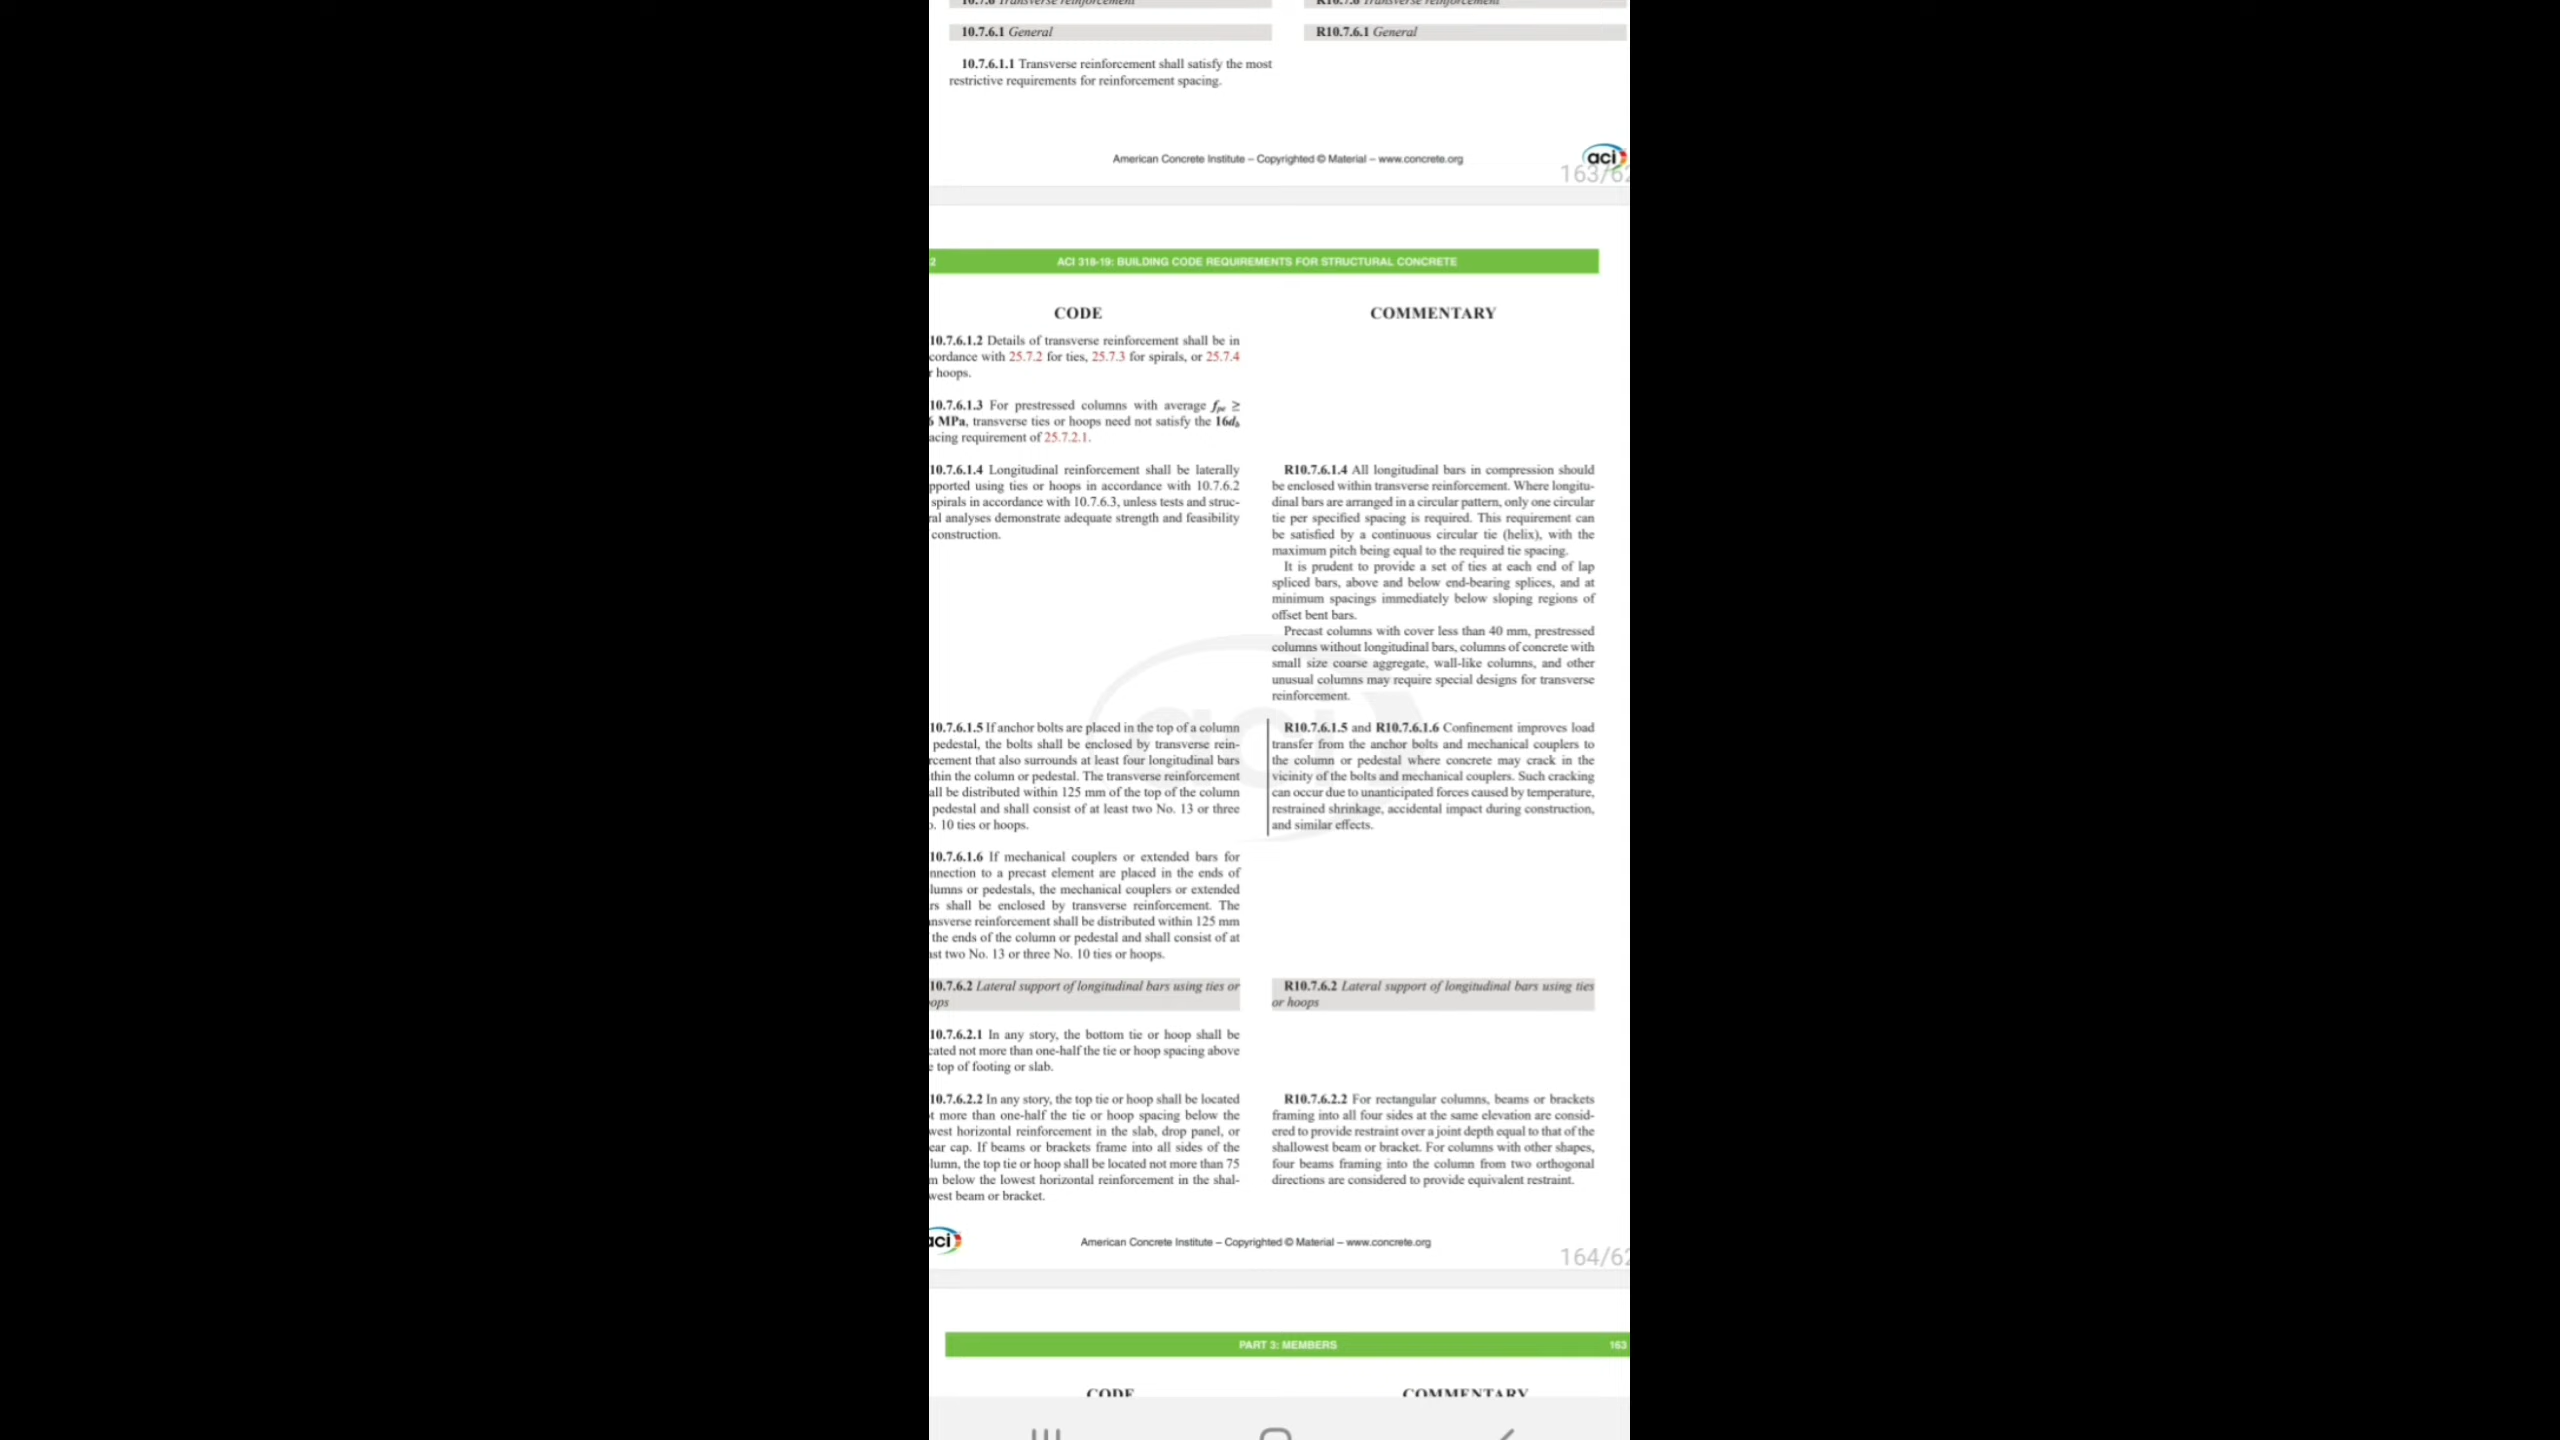 10.7.6 Transverse reinforcement
R10.7.6 Transverse reinforcement
10.7.6.1 General
R10.7.6.1 General
10.7.6.1.1 Transverse reinforcement shall satisfy the most
restrictive requirements for reinforcement spacing.
American Concrete Institute – Copyrighted © Material – www.concrete.org
aci
163/62
2
ACI 318-19: BUILDING CODE REQUIREMENTS FOR STRUCTURAL CONCRETE
CODE
10.7.6.1.2 Details of transverse reinforcement shall be in
cordance with 25.7.2 for ties, 25.7.3 for spirals, or 25.7.4
r hoops.
10.7.6.1.3 For prestressed columns with average fpe ≥
6 MPa, transverse ties or hoops need not satisfy the 16db
acing requirement of 25.7.2.1.
10.7.6.1.4 Longitudinal reinforcement shall be laterally
pported using ties or hoops in accordance with 10.7.6.2
spirals in accordance with 10.7.6.3, unless tests and struc-
ral analyses demonstrate adequate strength and feasibility
construction.
10.7.6.1.5 If anchor bolts are placed in the top of a column
pedestal, the bolts shall be enclosed by transverse rein-
rcement that also surrounds at least four longitudinal bars
thin the column or pedestal. The transverse reinforcement
all be distributed within 125 mm of the top of the column
pedestal and shall consist of at least two No. 13 or three
o. 10 ties or hoops.
10.7.6.1.6 If mechanical couplers or extended bars for
nnection to a precast element are placed in the ends of
lumns or pedestals, the mechanical couplers or extended
rs shall be enclosed by transverse reinforcement. The
ansverse reinforcement shall be distributed within 125 mm
the ends of the column or pedestal and shall consist of at
ast two No. 13 or three No. 10 ties or hoops.
10.7.6.2 Lateral support of longitudinal bars using ties or
ops
10.7.6.2.1 In any story, the bottom tie or hoop shall be
cated not more than one-half the tie or hoop spacing above
e top of footing or slab.
10.7.6.2.2 In any story, the top tie or hoop shall be located
t more than one-half the tie or hoop spacing below the
west horizontal reinforcement in the slab, drop panel, or
ear cap. If beams or brackets frame into all sides of the
lumn, the top tie or hoop shall be located not more than 75
m below the lowest horizontal reinforcement in the shal-
west beam or bracket.
COMMENTARY
R10.7.6.1.4 All longitudinal bars in compression should
be enclosed within transverse reinforcement. Where longitu-
dinal bars are arranged in a circular pattern, only one circular
tie per specified spacing is required. This requirement can
be satisfied by a continuous circular tie (helix), with the
maximum pitch being equal to the required tie spacing.
It is prudent to provide a set of ties at each end of lap
spliced bars, above and below end-bearing splices, and at
minimum spacings immediately below sloping regions of
offset bent bars.
Precast columns with cover less than 40 mm, prestressed
columns without longitudinal bars, columns of concrete with
small size coarse aggregate, wall-like columns, and other
unusual columns may require special designs for transverse
reinforcement.
R10.7.6.1.5 and R10.7.6.1.6 Confinement improves load
transfer from the anchor bolts and mechanical couplers to
the column or pedestal where concrete may crack in the
vicinity of the bolts and mechanical couplers. Such cracking
can occur due to unanticipated forces caused by temperature,
restrained shrinkage, accidental impact during construction,
and similar effects.
R10.7.6.2 Lateral support of longitudinal bars using ties
or hoops
R10.7.6.2.2 For rectangular columns, beams or brackets
framing into all four sides at the same elevation are consid-
ered to provide restraint over a joint depth equal to that of the
shallowest beam or bracket. For columns with other shapes,
four beams framing into the column from two orthogonal
directions are considered to provide equivalent restraint.
aci
American Concrete Institute – Copyrighted © Material – www.concrete.org
164/62
PART 3: MEMBERS
163
CODE
COMMENTARY